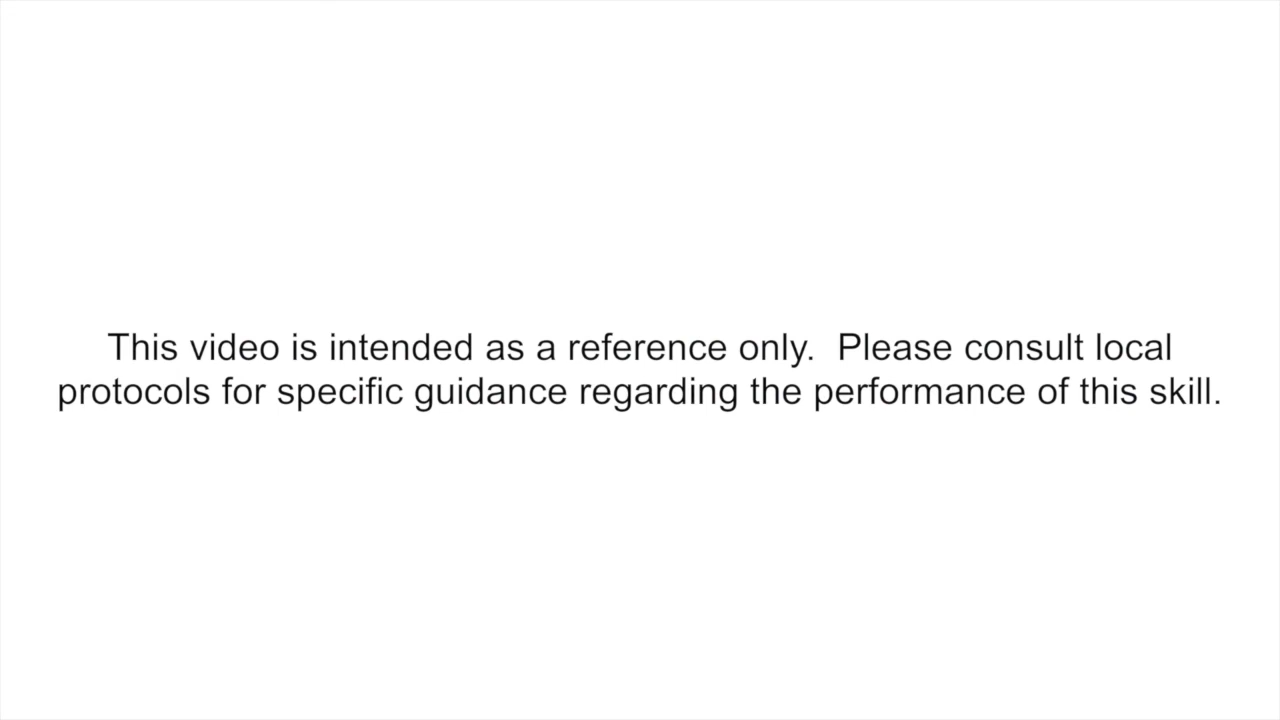 This video is intended as a reference only.  Please consult local
protocols for specific guidance regarding the performance of this skill.